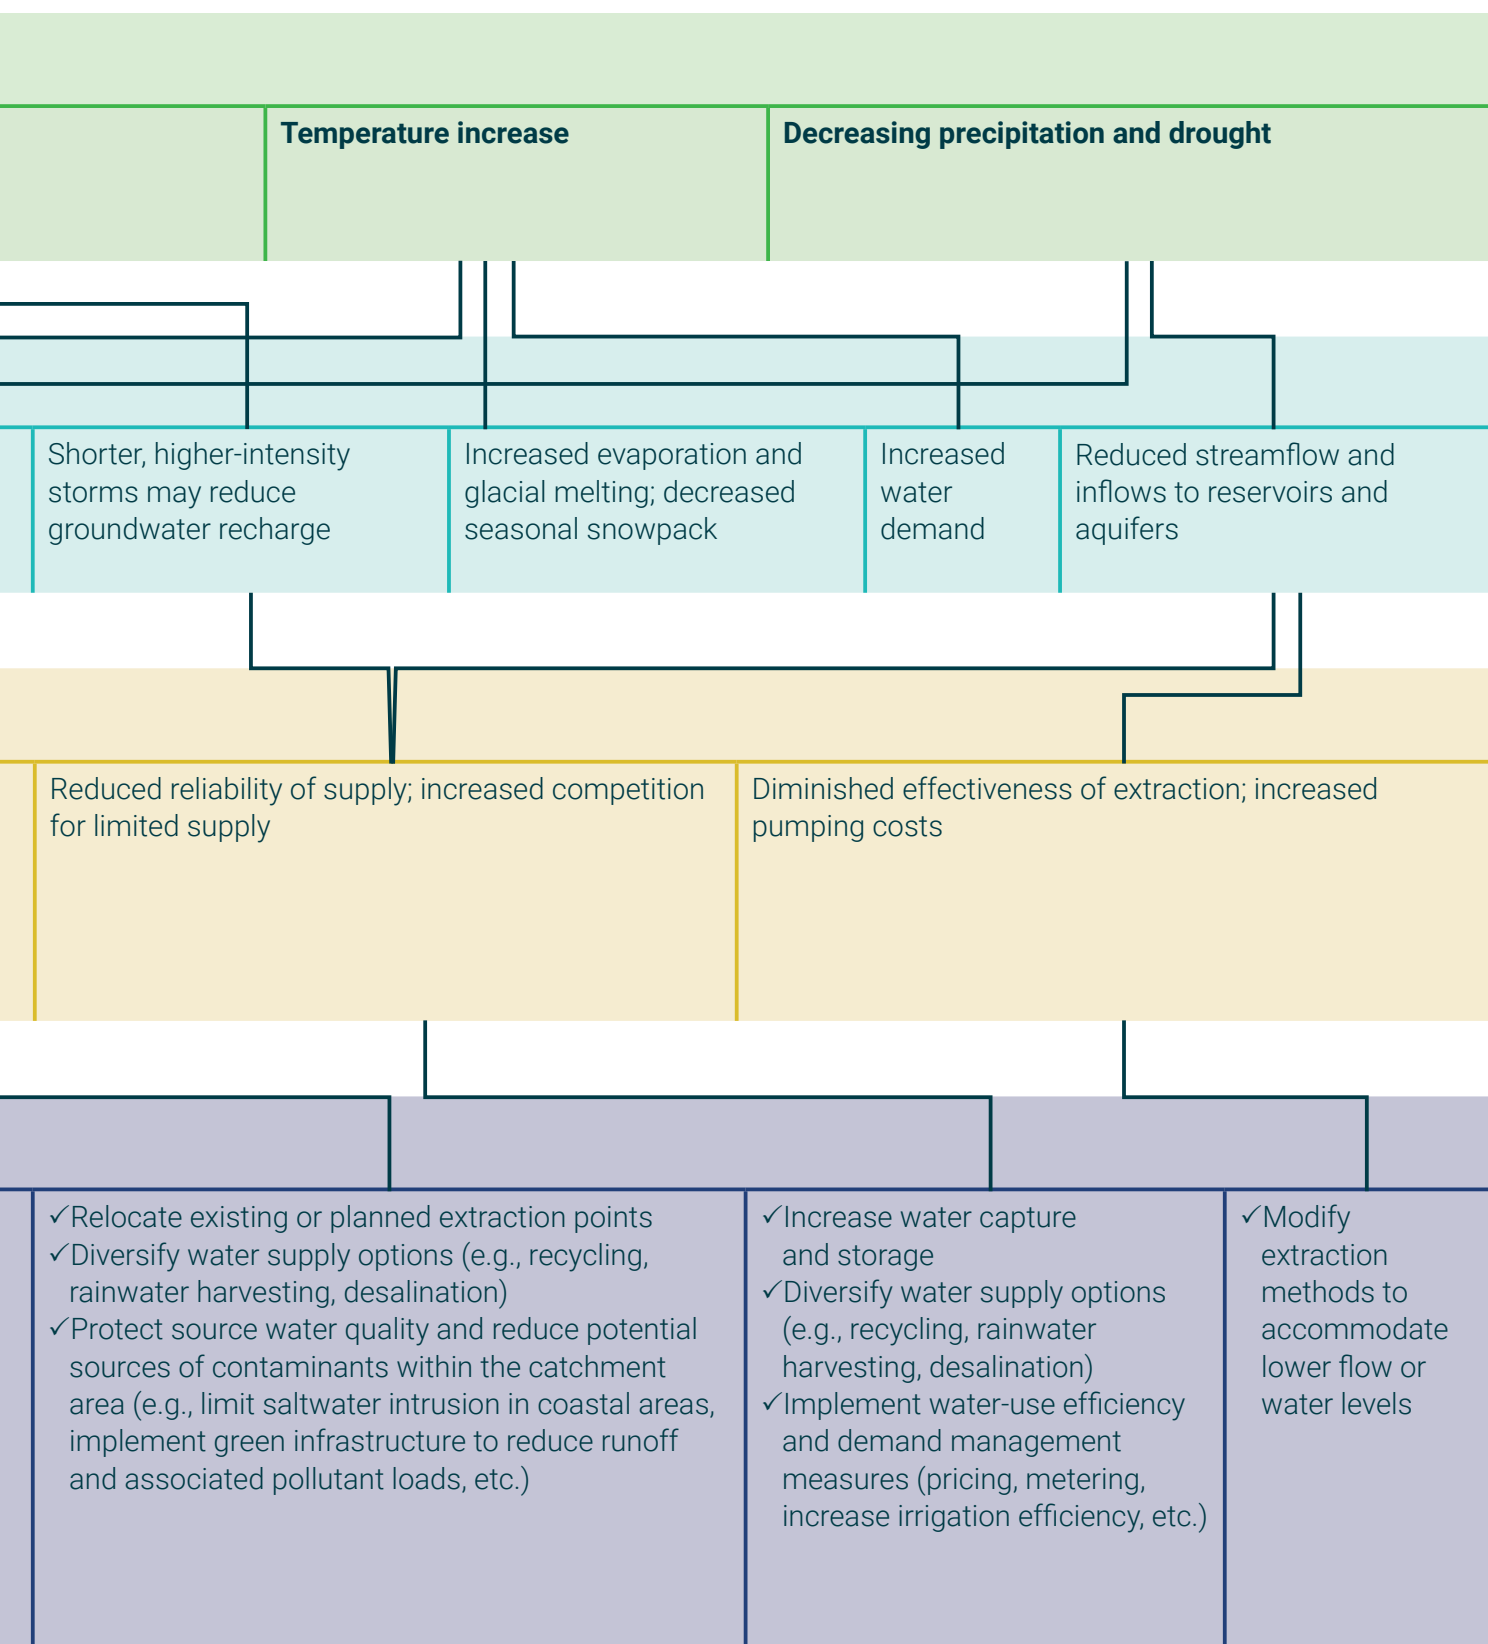 Temperature increase
Decreasing precipitation and drought
Shorter, higher-intensity
storms may reduce
groundwater recharge
Increased evaporation and
glacial melting; decreased
seasonal snowpack
Increased
water
demand
Reduced streamflow and
inflows to reservoirs and
aquifers
Reduced reliability of supply; increased competition
for limited supply
Diminished effectiveness of extraction; increased
pumping costs
✓Relocate existing or planned extraction points
✓Diversify water supply options (e.g., recycling,
rainwater harvesting, desalination)
✓Protect source water quality and reduce potential
sources of contaminants within the catchment
area (e.g., limit saltwater intrusion in coastal areas,
implement green infrastructure to reduce runoff
and associated pollutant loads, etc.)
✓Increase water capture
and storage
✓Diversify water supply options
(e.g., recycling, rainwater
harvesting, desalination)
✓Implement water-use efficiency
and demand management
measures (pricing, metering,
increase irrigation efficiency, etc.)
✓Modify
extraction
methods to
accommodate
lower flow or
water levels